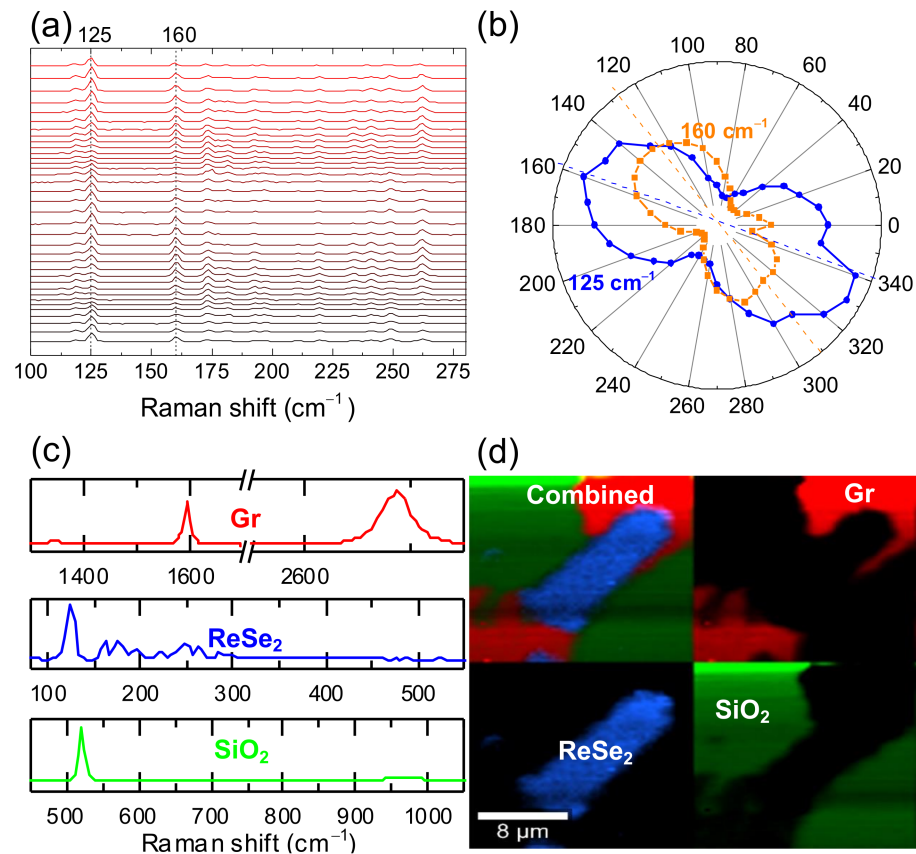 (a)
125 160
100 125 150 175 200 225 250 275
Raman shift (cm⁻¹)
(b)
100 80
120 60
140 40
160 20
180 0
200 340
220 320
240 300
260 280
160 cm⁻¹
125 cm⁻¹
(c)
Gr
1400 1600 2600
ReSe₂
100 200 300 400 500
SiO₂
500 600 700 800 900 1000
Raman shift (cm⁻¹)
(d)
Combined Gr
ReSe₂ SiO₂
8 µm